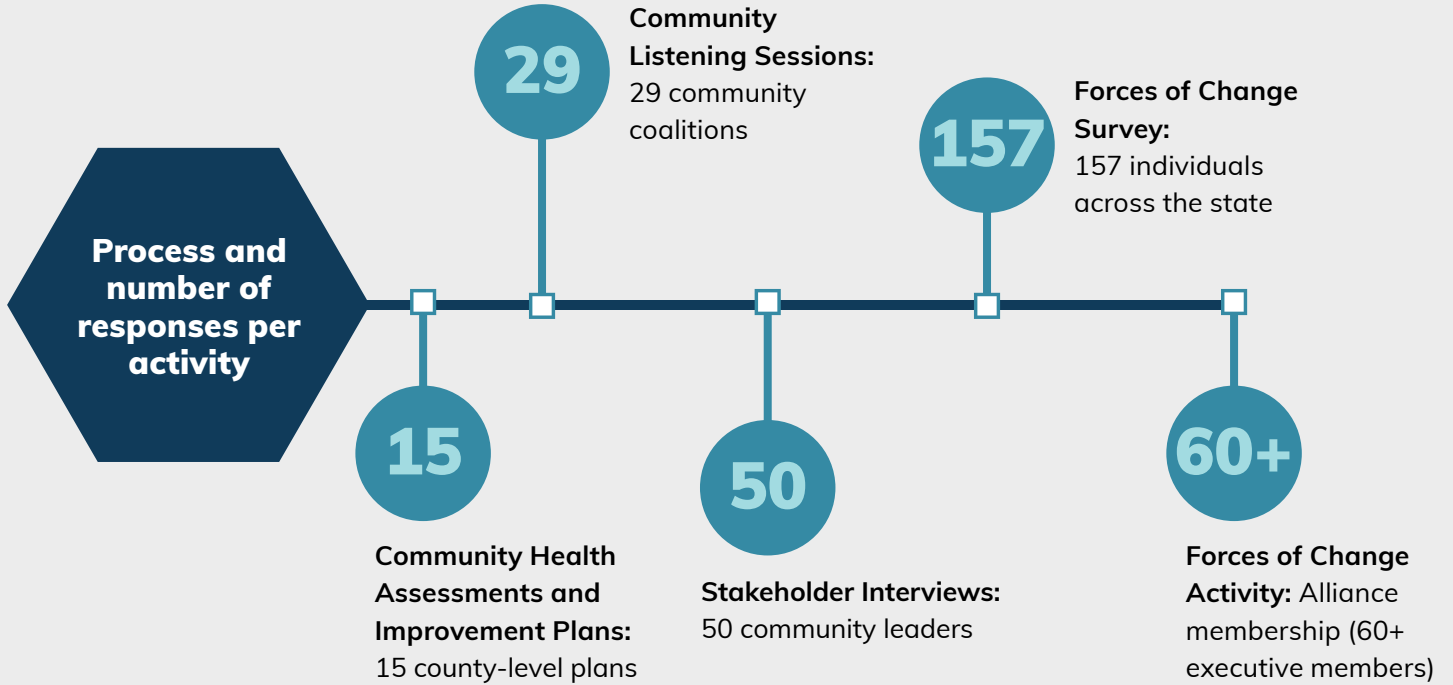 Process and
number of
responses per
activity
15
Community Health
Assessments and
Improvement Plans:
15 county-level plans
29
Community
Listening Sessions:
29 community
coalitions
50
Stakeholder Interviews:
50 community leaders
157
Forces of Change
Survey:
157 individuals
across the state
60+
Forces of Change
Activity: Alliance
membership (60+
executive members)